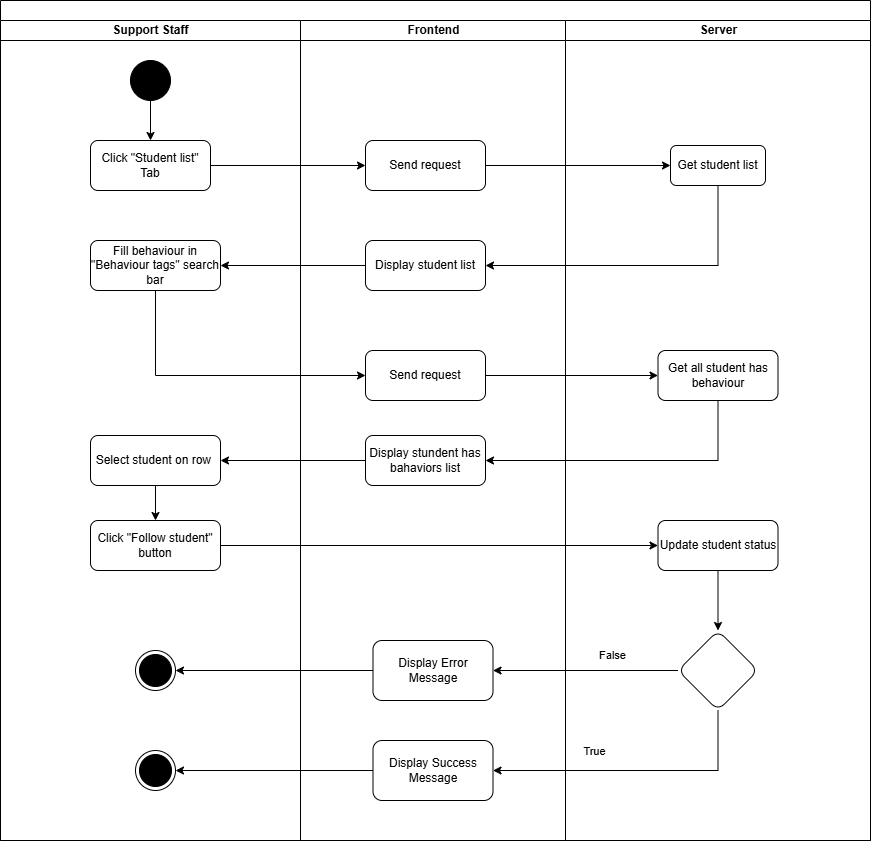 Support Staff
Frontend
Server
Click "Student list"
Tab
Send request
Get student list
Fill behaviour in
"Behaviour tags" search
bar
Display student list
Send request
Get all student has
behaviour
Select student on row
Display stundent has
bahaviors list
Click "Follow student"
button
Update student status
Display Error
Message
False
Display Success
Message
True